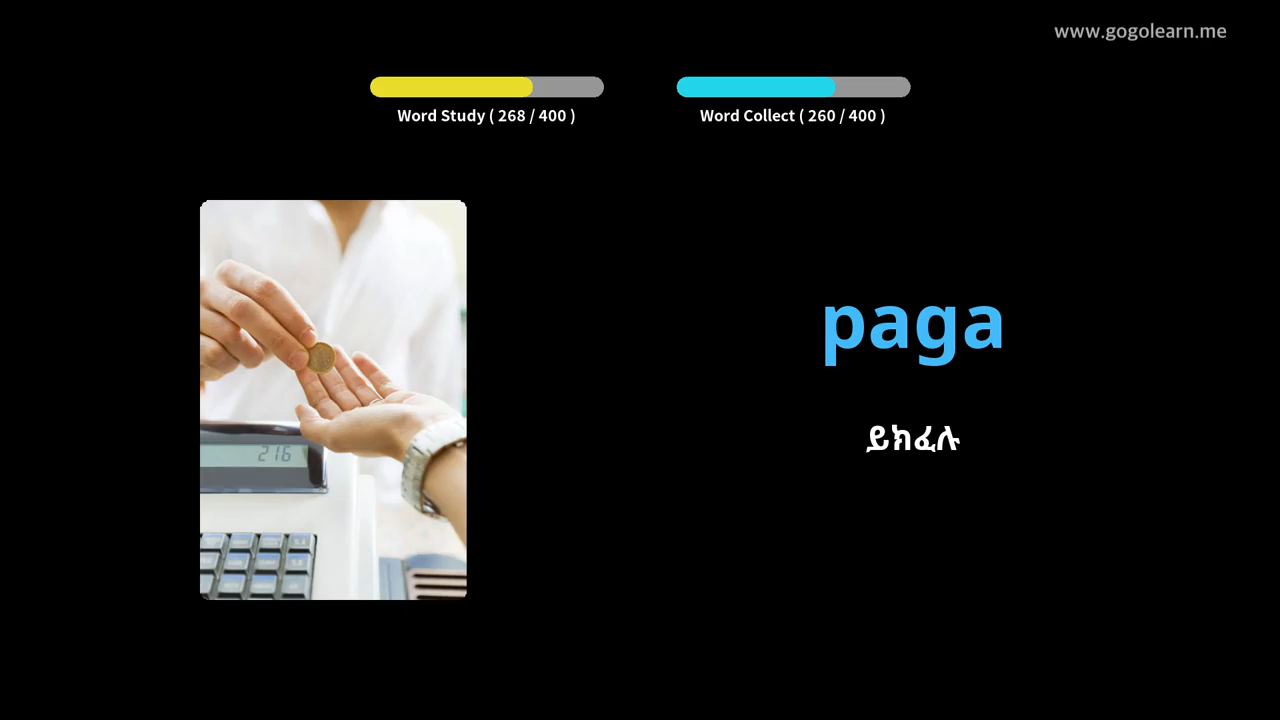 www.gogolearn.me
Word Study ( 268 / 400 )
Word Collect ( 260 / 400 )
paga
ይክፈሉ
216